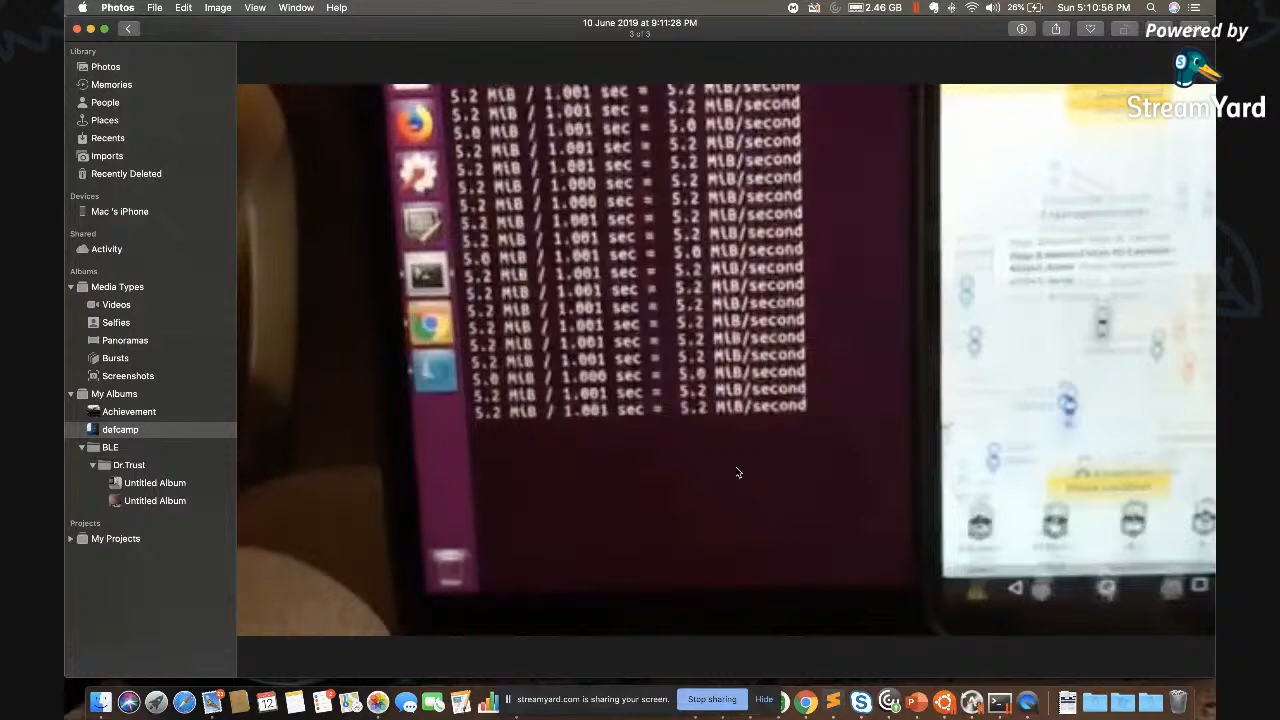 Photos File Edit Image View Window Help
2.46 GB 26% Sun 5:10:56 PM
10 June 2019 at 9:11:28 PM
3 of 3
Powered by
StreamYard
Library
Photos
Memories
People
Places
Recents
Imports
Recently Deleted
Devices
Mac 's iPhone
Shared
Activity
Albums
Media Types
Videos
Selfies
Panoramas
Bursts
Screenshots
My Albums
Achievement
defcamp
BLE
Dr.Trust
Untitled Album
Untitled Album
Projects
My Projects
5.2 MiB / 1.001 sec = 5.2 MiB/second
5.2 MiB / 1.001 sec = 5.2 MiB/second
5.0 MiB / 1.001 sec = 5.0 MiB/second
5.2 MiB / 1.001 sec = 5.2 MiB/second
5.2 MiB / 1.001 sec = 5.2 MiB/second
5.2 MiB / 1.000 sec = 5.2 MiB/second
5.2 MiB / 1.000 sec = 5.2 MiB/second
5.2 MiB / 1.001 sec = 5.2 MiB/second
5.2 MiB / 1.001 sec = 5.2 MiB/second
5.0 MiB / 1.001 sec = 5.0 MiB/second
5.2 MiB / 1.001 sec = 5.2 MiB/second
5.2 MiB / 1.001 sec = 5.2 MiB/second
5.2 MiB / 1.001 sec = 5.2 MiB/second
5.2 MiB / 1.001 sec = 5.2 MiB/second
5.2 MiB / 1.001 sec = 5.2 MiB/second
5.2 MiB / 1.001 sec = 5.2 MiB/second
5.0 MiB / 1.000 sec = 5.0 MiB/second
5.2 MiB / 1.001 sec = 5.2 MiB/second
5.2 MiB / 1.001 sec = 5.2 MiB/second
streamyard.com is sharing your screen. Stop sharing Hide